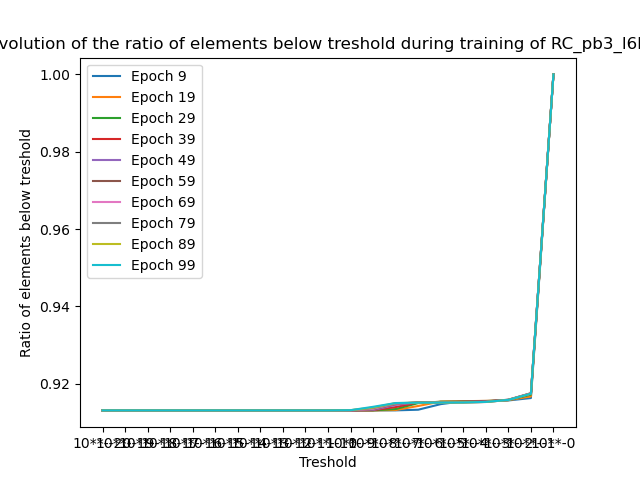 volution of the ratio of elements below treshold during training of RC_pb3_l6
Ratio of elements below treshold
1.00
0.98
0.96
0.94
0.92
Epoch 9
Epoch 19
Epoch 29
Epoch 39
Epoch 49
Epoch 59
Epoch 69
Epoch 79
Epoch 89
Epoch 99
Treshold